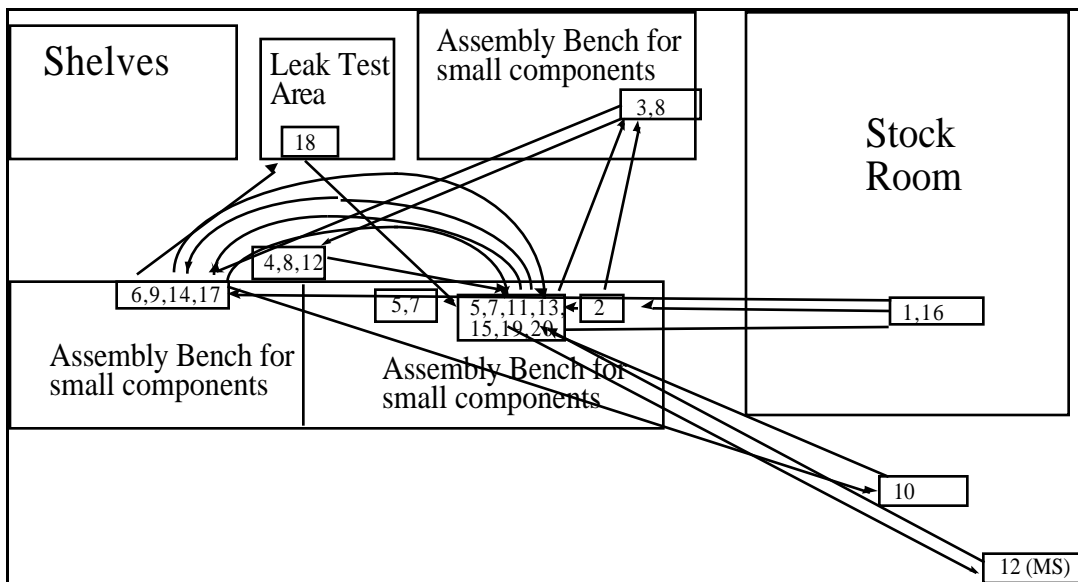 Shelves
Leak Test
Area
18
Assembly Bench for
small components
3,8
Stock
Room
4,8,12
6,9,14,17
5,7
5,7,11,13,
15,19,20
2
1,16
Assembly Bench for
small components
Assembly Bench for
small components
10
12 (MS)